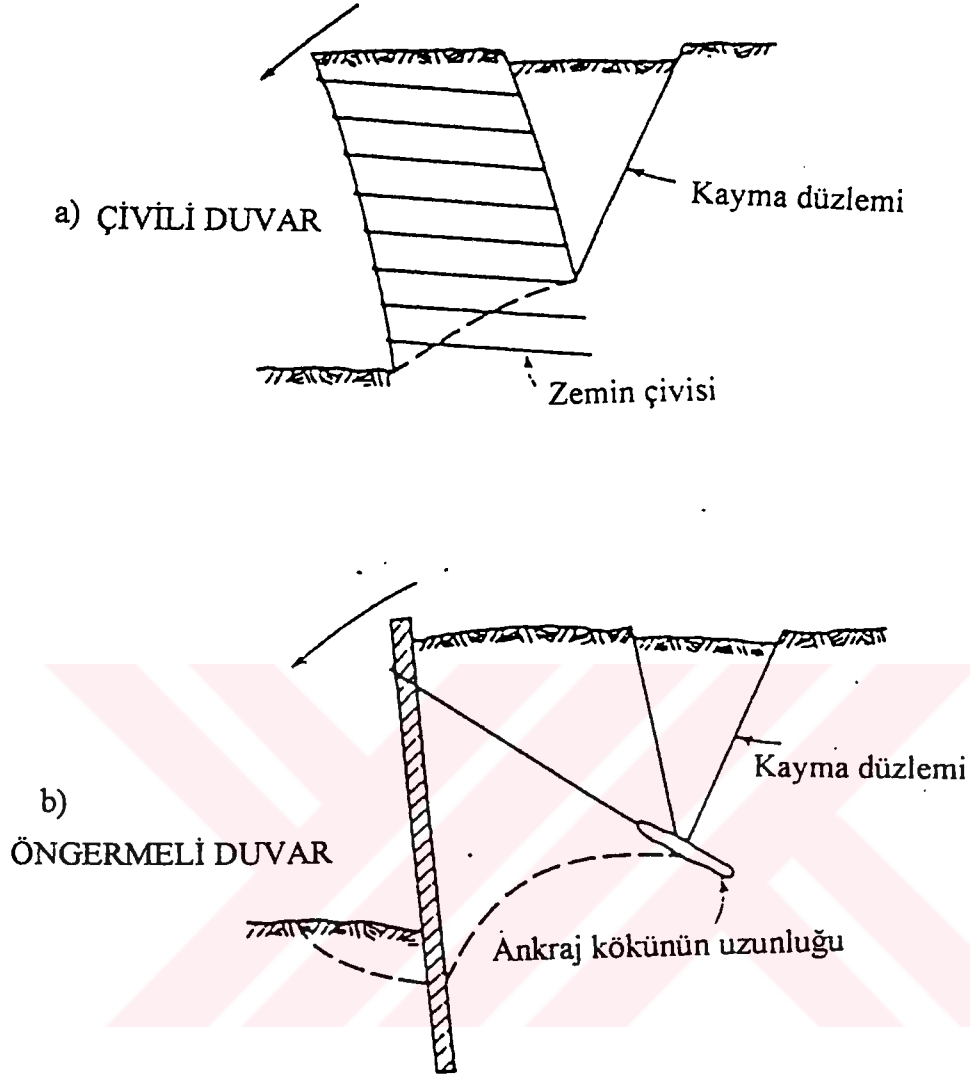 Kayma düzlemi
a) ÇİVİLİ DUVAR
Zemin çivisi
Kayma düzlemi
b)
ÖNGERMELİ DUVAR
Ankraj kökünün uzunluğu